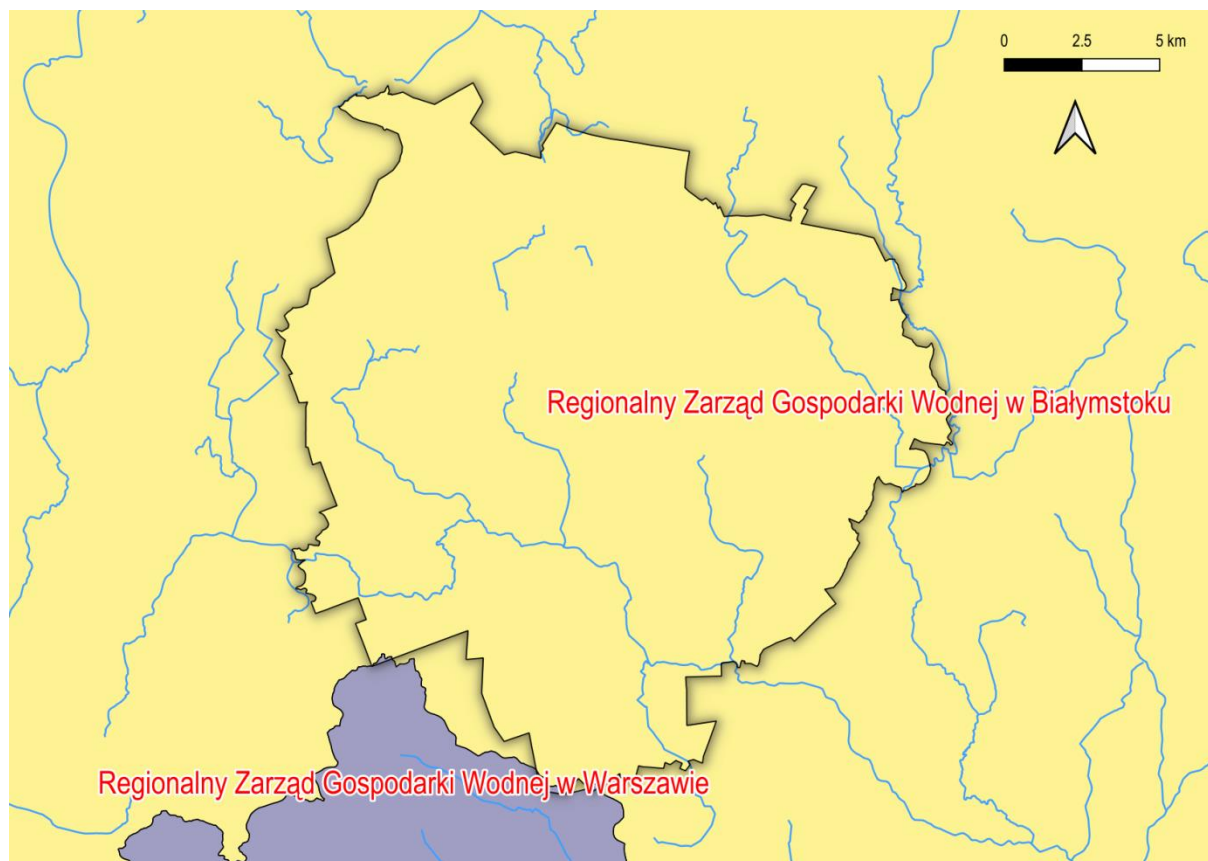 0 2.5 5 km
Regionalny Zarząd Gospodarki Wodnej w Białymstoku
Regionalny Zarząd Gospodarki Wodnej w Warszawie